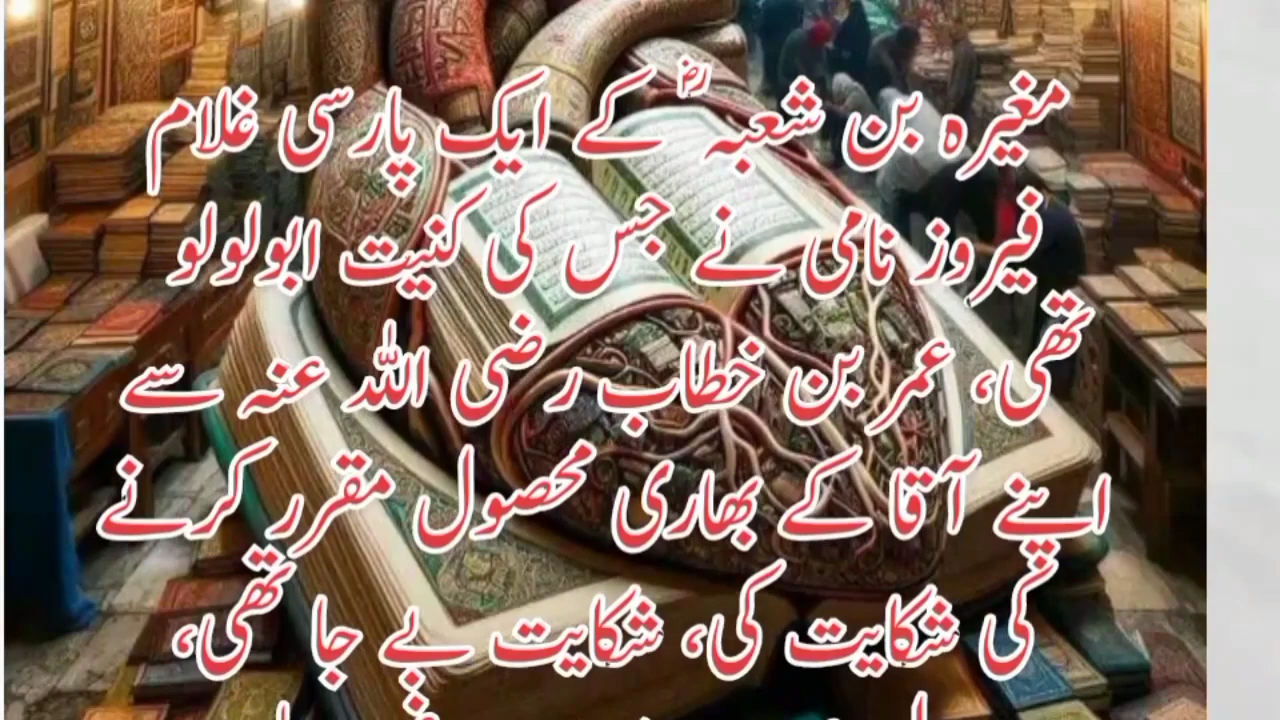 مغیرہ بن شعبہؓ کے ایک پارسی غلام
فیروز نامی نے جس کی کنیت ابولولو
تھی، عمر بن خطاب رضی اللہ عنہ سے
اپنے آقا کے بھاری محصول مقرر کرنے
کی شکایت کی، شکایت بے جا تھی،